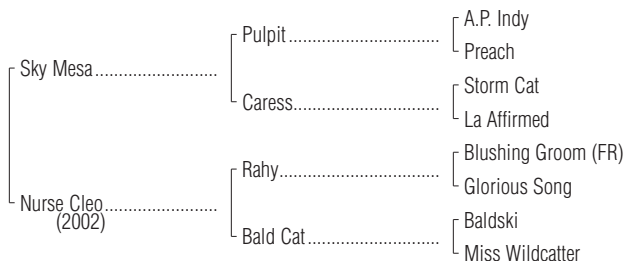 A.P. Indy
Pulpit
Preach
Sky Mesa
Storm Cat
Caress
La Affirmed
Blushing Groom (FR)
Rahy
Glorious Song
Nurse Cleo
(2002)
Baldski
Bald Cat
Miss Wildcatter